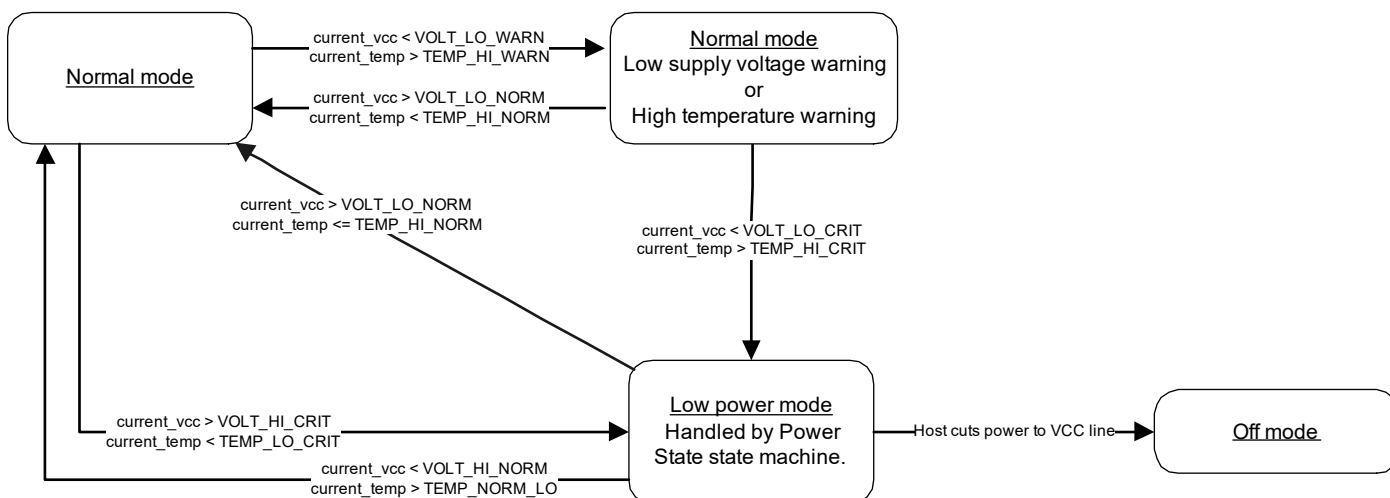 Normal mode
current_vcc < VOLT_LO_WARN
current_temp > TEMP_HI_WARN
current_vcc > VOLT_LO_NORM
current_temp < TEMP_HI_NORM
Normal mode
Low supply voltage warning
or
High temperature warning
current_vcc > VOLT_LO_NORM
current_temp <= TEMP_HI_NORM
current_vcc < VOLT_LO_CRIT
current_temp > TEMP_HI_CRIT
current_vcc > VOLT_HI_CRIT
current_temp < TEMP_LO_CRIT
current_vcc < VOLT_HI_NORM
current_temp > TEMP_NORM_LO
Low power mode
Handled by Power
State state machine.
Host cuts power to VCC line
Off mode